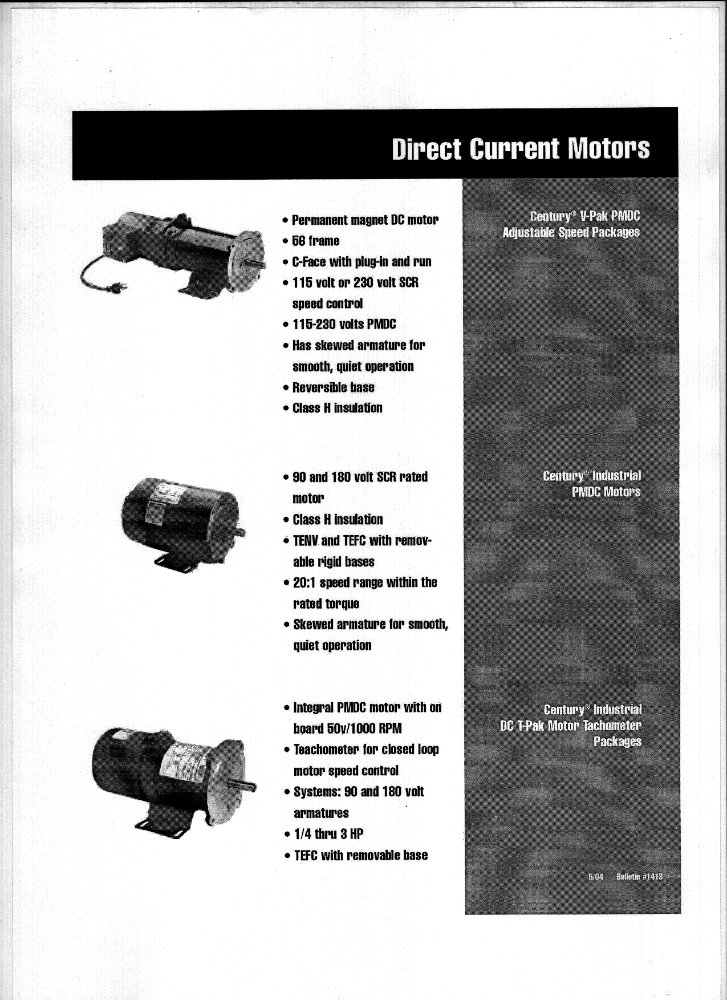 Direct Current Motors
• Permanent magnet DC motor
• 56 frame
• C-Face with plug-in and run
• 115 volt or 230 volt SCR
speed control
• 115-230 volts PMDC
• Has skewed armature for
smooth, quiet operation
• Reversible base
• Class H insulation
Century® V-Pak PMDC
Adjustable Speed Packages
• 90 and 180 volt SCR rated
motor
• Class H insulation
• TENV and TEFC with remov-
able rigid bases
• 20:1 speed range within the
rated torque
• Skewed armature for smooth,
quiet operation
Century® Industrial
PMDC Motors
• Integral PMDC motor with on
board 50v/1000 RPM
• Teachometer for closed loop
motor speed control
• Systems: 90 and 180 volt
armatures
• 1/4 thru 3 HP
• TEFC with removable base
Century® Industrial
DC T-Pak Motor Tachometer
Packages
5/04 Bulletin #1413